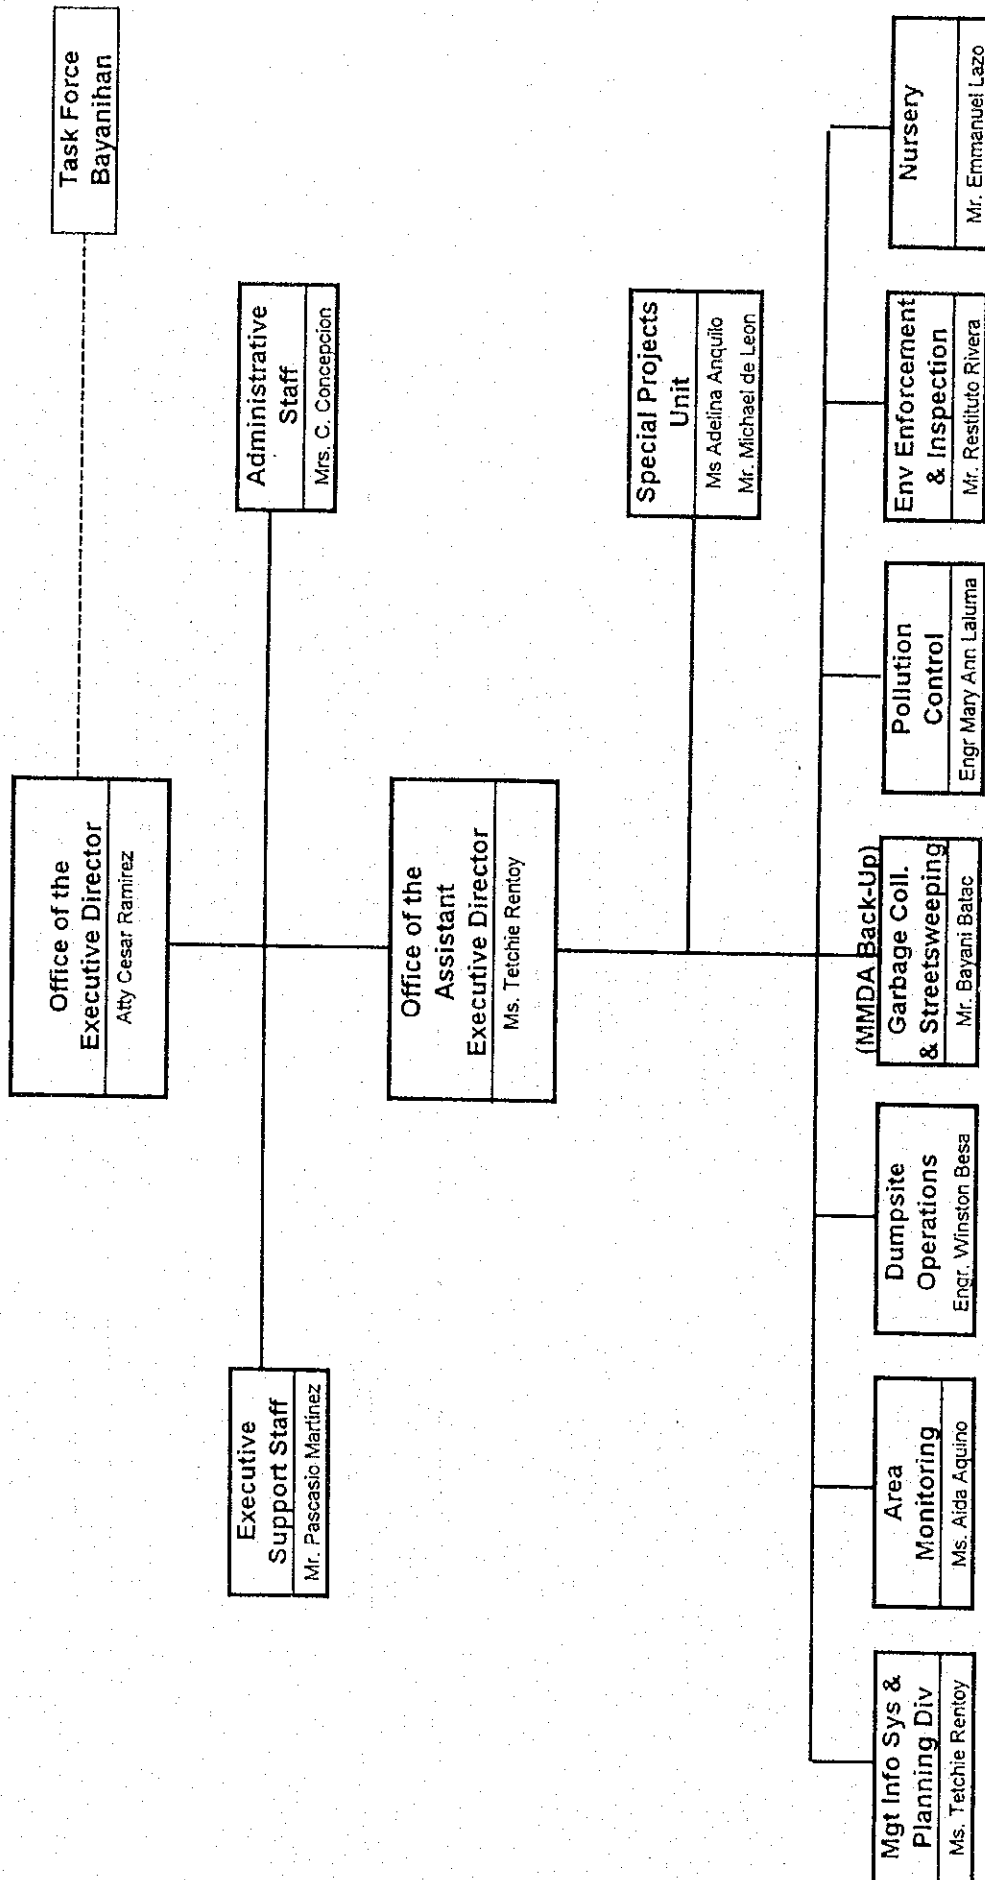 Task Force
Bayanihan
Office of the
Executive Director
Atty Cesar Ramirez
Executive
Support Staff
Mr. Pascasio Martinez
Administrative
Staff
Mrs. C. Concepcion
Office of the
Assistant
Executive Director
Ms. Tetchie Rentoy
Special Projects
Unit
Ms Adelina Anquilo
Mr. Michael de Leon
Mgt Info Sys &
Planning Div
Ms. Tetchie Rentoy
Area
Monitoring
Ms. Aida Aquino
Dumpsite
Operations
Engr. Winston Besa
(MMDA Back-Up)
Garbage Coll.
& Streetsweeping
Mr. Bayani Batac
Pollution
Control
Engr Mary Ann Laluma
Env Enforcement
& Inspection
Mr. Restituto Rivera
Nursery
Mr. Emmanuel Lazo